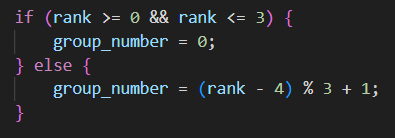 if (rank >= 0 && rank <= 3) {
    group_number = 0;
} else {
    group_number = (rank - 4) % 3 + 1;
}